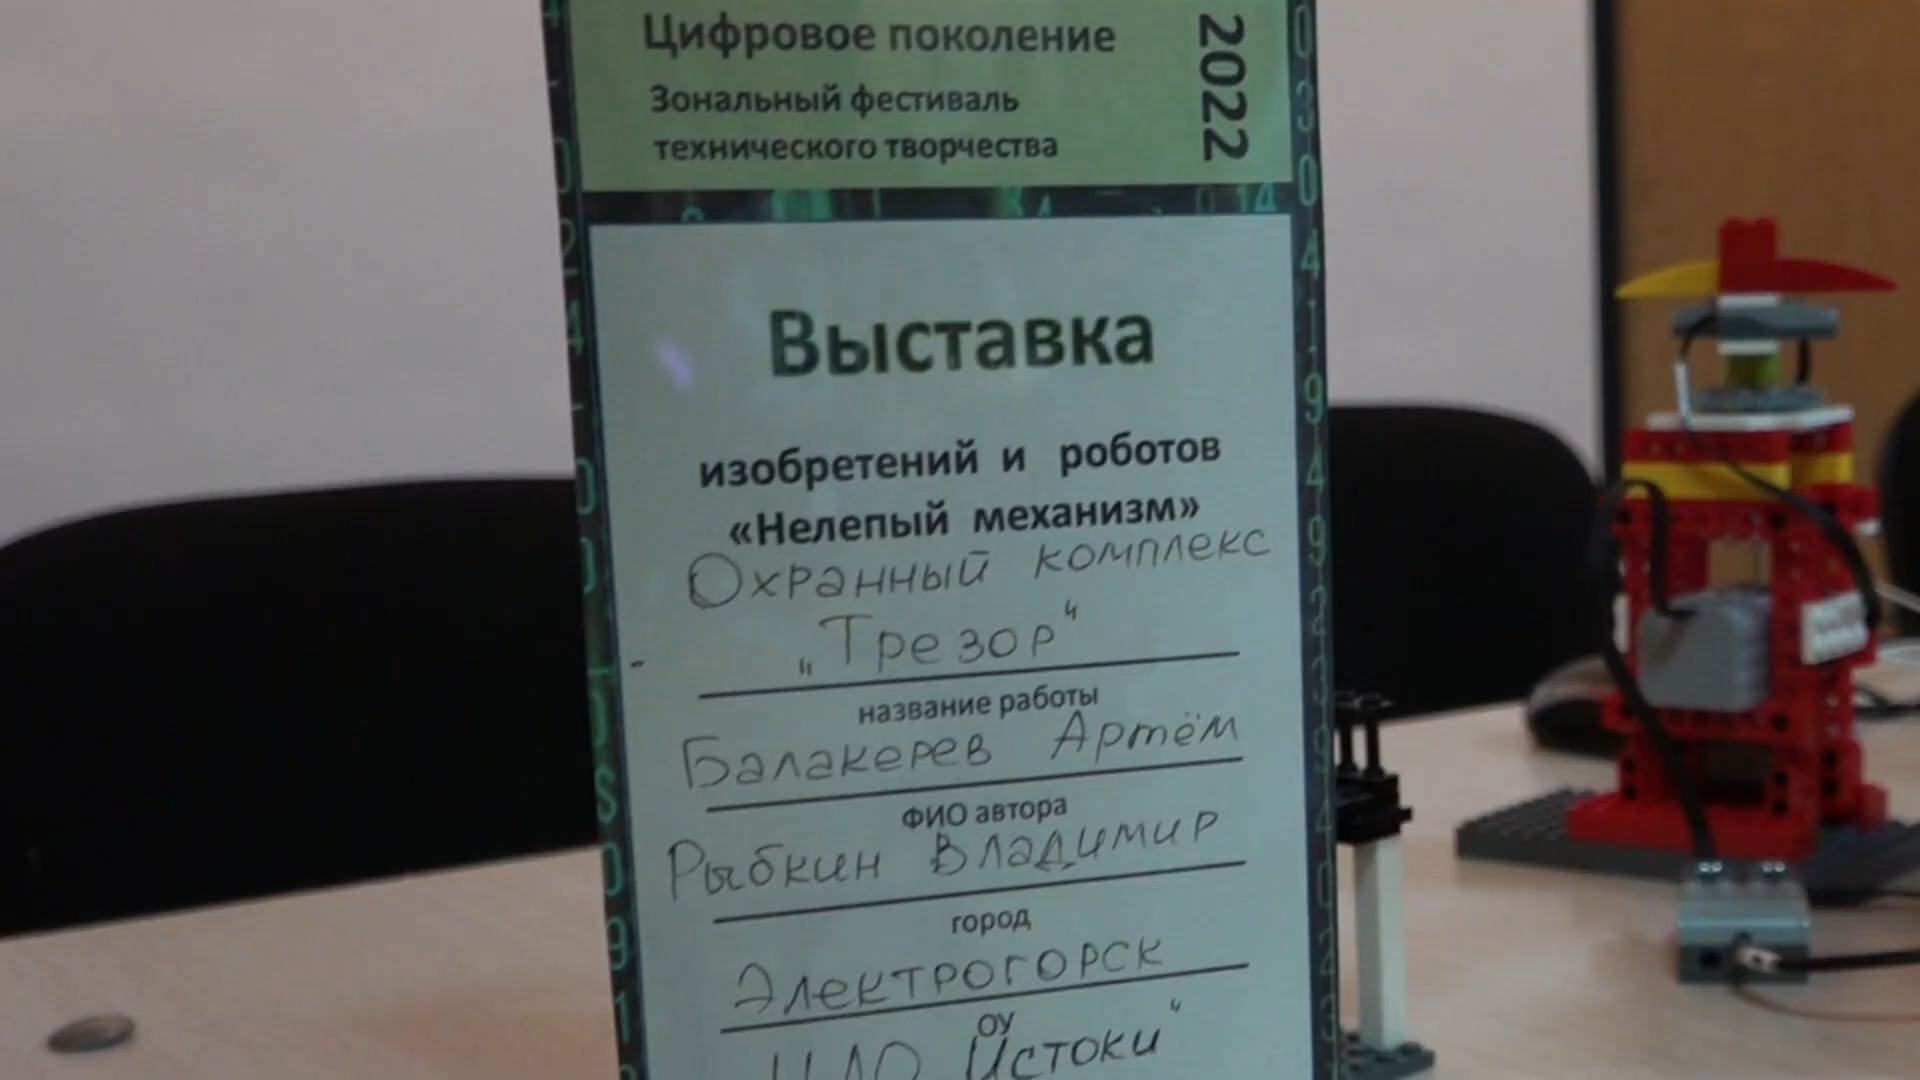 Цифровое поколение
Зональный фестиваль
технического творчества
2022
Выставка
изобретений и роботов
«Нелепый механизм»
Охранный комплекс
„Трезор“
название работы
Балакерев Артём
ФИО автора
Рыбкин Владимир
город
Электрогорск
ОУ
Истоки“